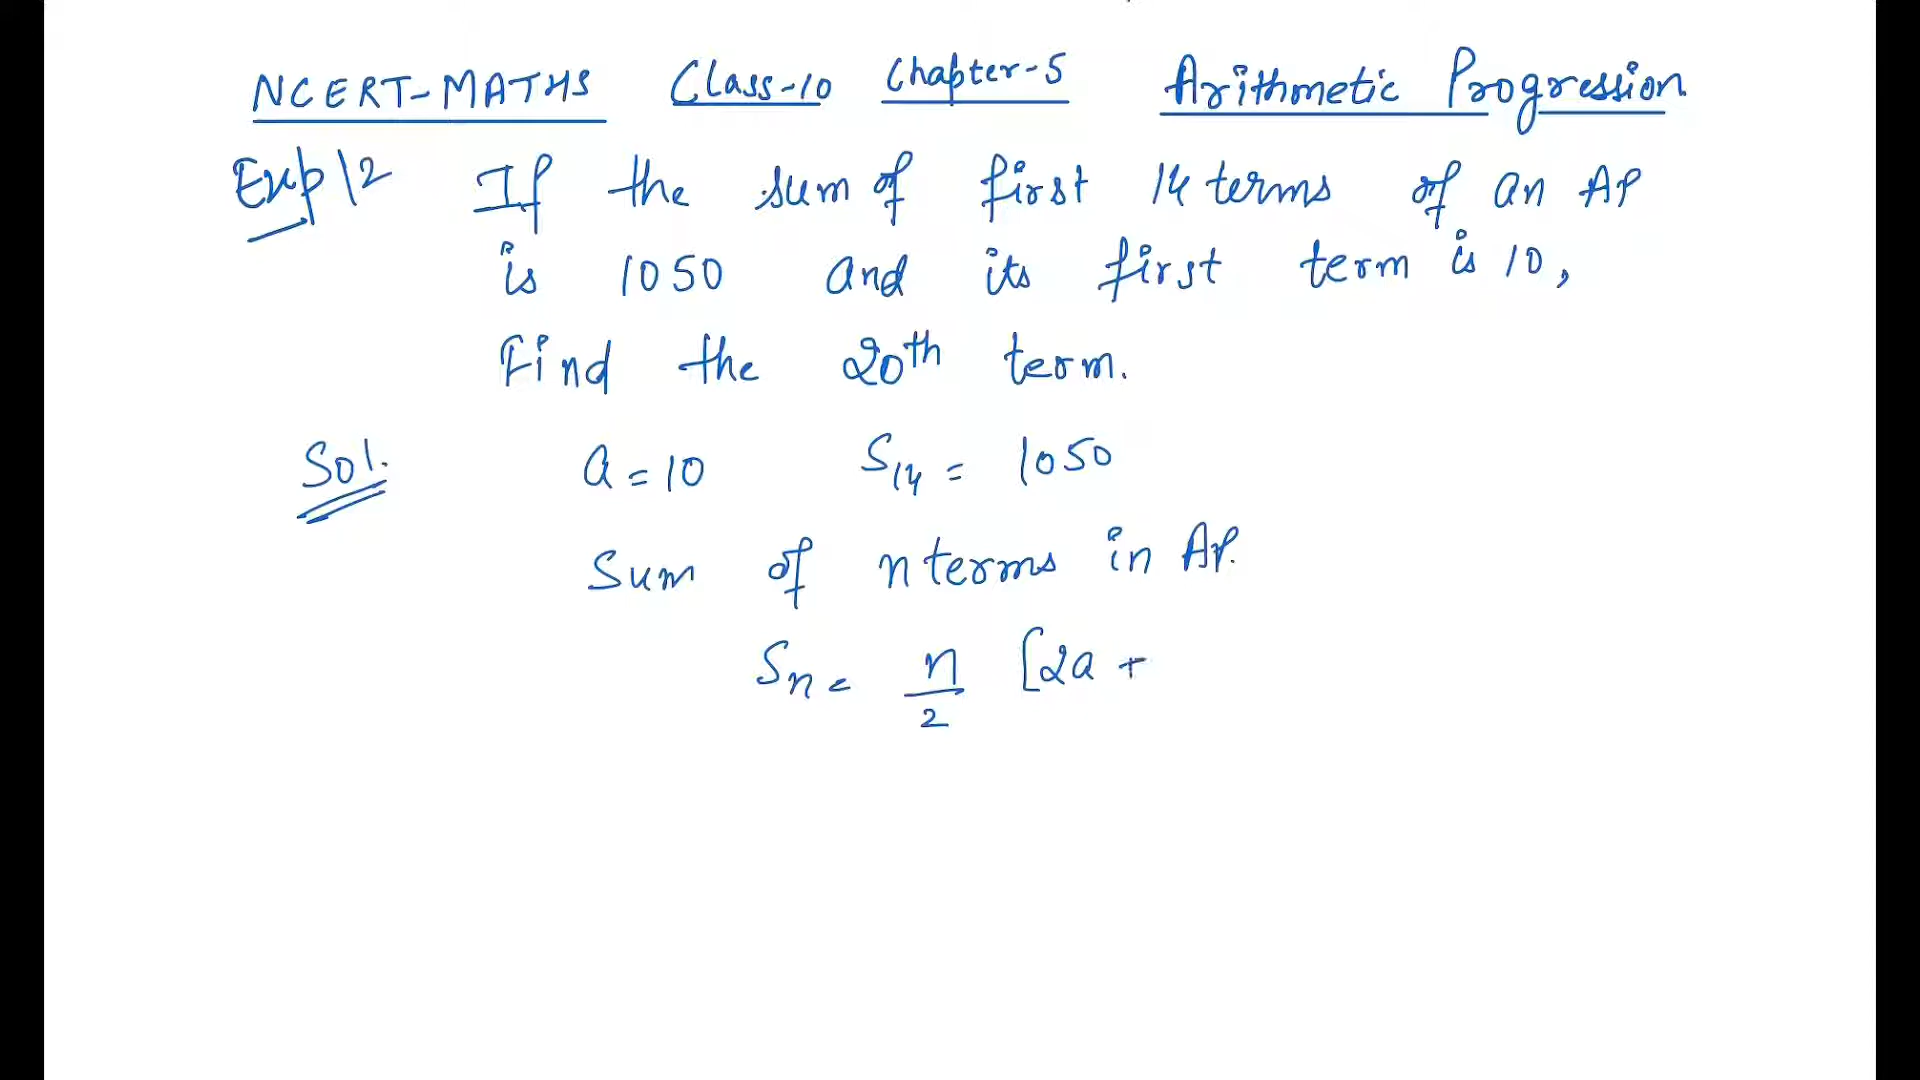 NCERT-MATHS Class-10 Chapter-5 Arithmetic Progression
Exp 12 If the sum of first 14 terms of an AP
is 1050 and its first term is 10,
Find the 20th term.
Sol. a = 10 S14 = 1050
Sum of n terms in AP.
Sn = n/2 [2a +